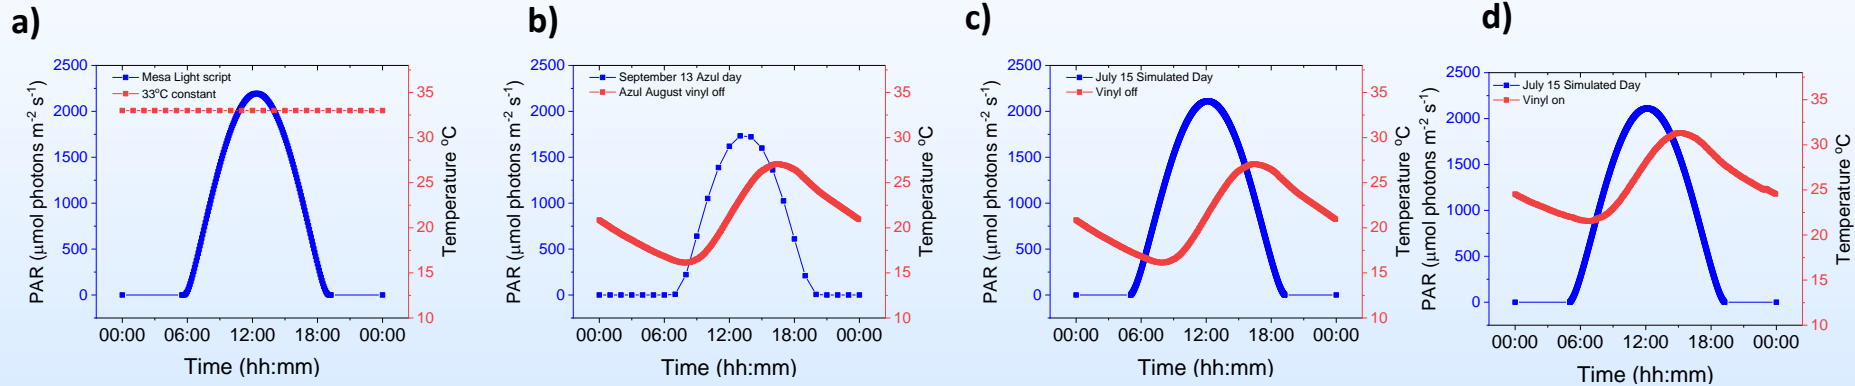 a)
b)
c)
d)
Mesa Light script
33°C constant
2500
2000
1500
1000
500
0
PAR (μmol photons m-2 s-1)
35
30
25
20
15
10
Temperature °C
00:00 06:00 12:00 18:00 00:00
Time (hh:mm)
September 13 Azul day
Azul August vinyl off
2500
2000
1500
1000
500
0
PAR (μmol photons m-2 s-1)
35
30
25
20
15
10
Temperature °C
00:00 06:00 12:00 18:00 00:00
Time (hh:mm)
July 15 Simulated Day
Vinyl off
2500
2000
1500
1000
500
0
PAR (μmol photons m-2 s-1)
35
30
25
20
15
10
Temperature °C
00:00 06:00 12:00 18:00 00:00
Time (hh:mm)
July 15 Simulated Day
Vinyl on
2500
2000
1500
1000
500
0
PAR (μmol photons m-2 s-1)
35
30
25
20
15
10
Temperature °C
00:00 06:00 12:00 18:00 00:00
Time (hh:mm)